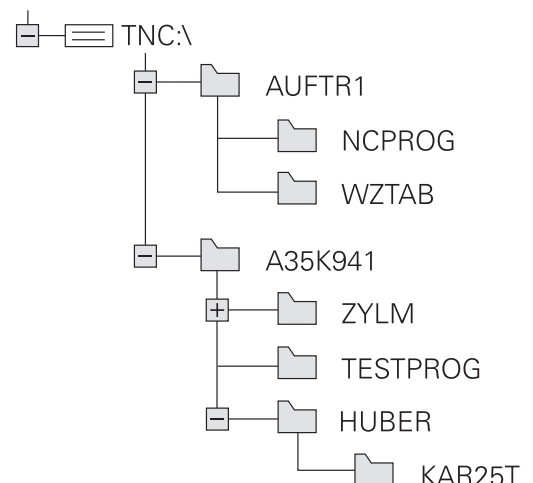 TNC:\
AUFTR1
NCPROG
WZTAB
A35K941
ZYLM
TESTPROG
HUBER
KAR25T